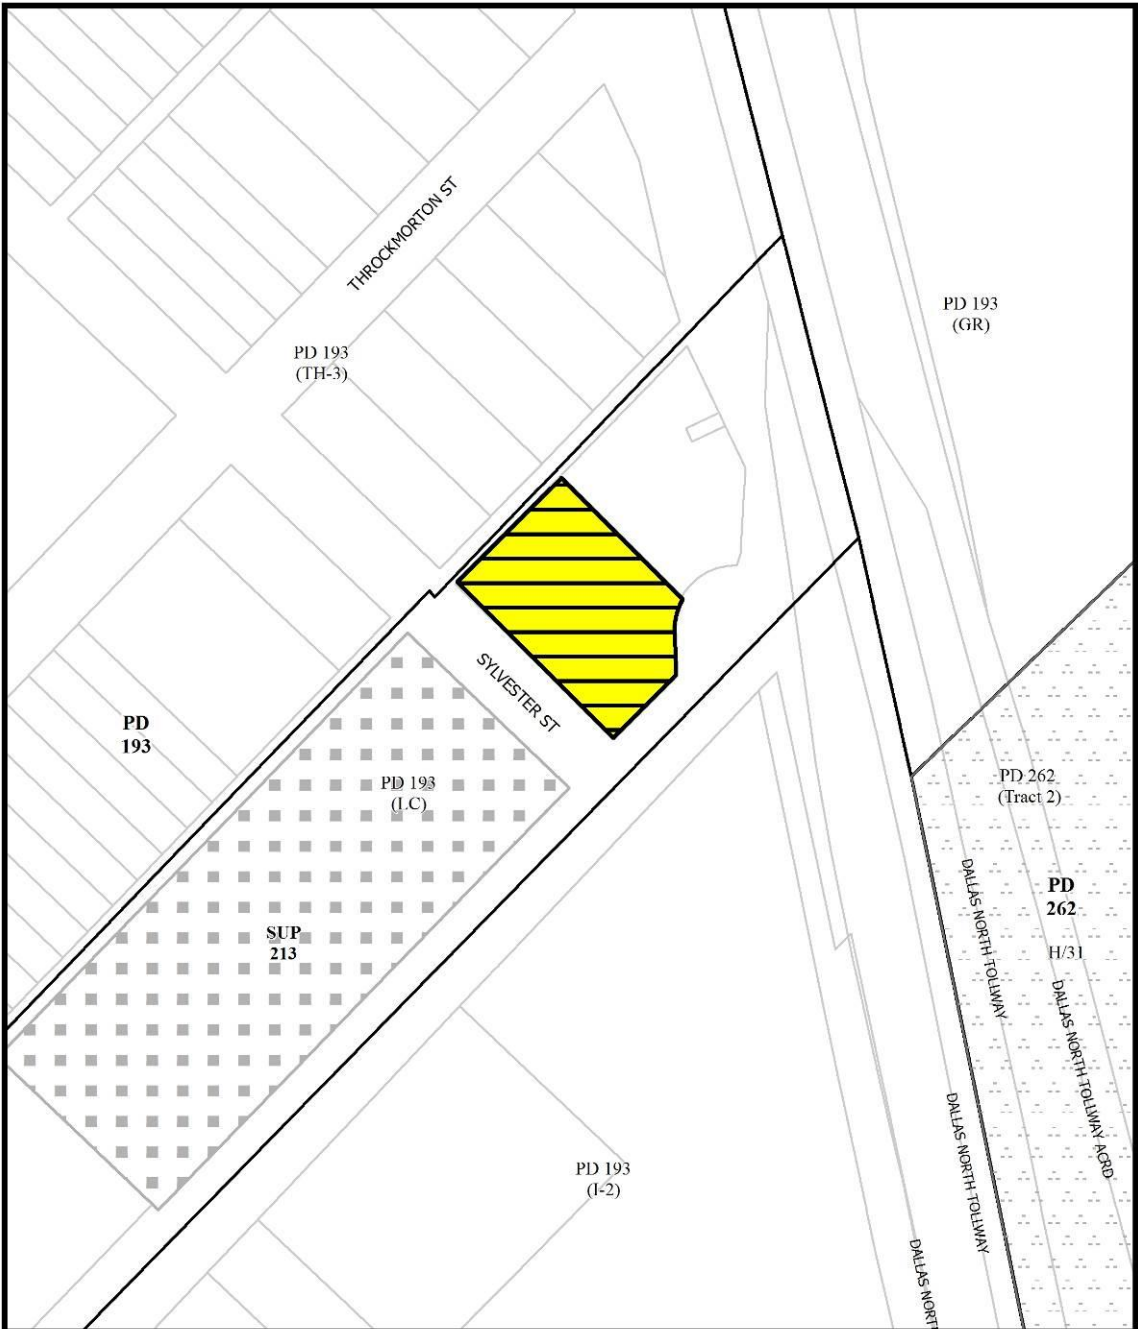 THROCKMORTON ST
PD 193
(GR)
PD 193
(TH-3)
SYLVESTER ST
PD
193
PD 193
(LC)
PD 262
(Tract 2)
PD
262
SUP
213
H/31
DALLAS NORTH TOLLWAY
DALLAS NORTH TOLLWAY ACRD
DALLAS NORTH TOLLWAY
PD 193
(I-2)
DALLAS NORT